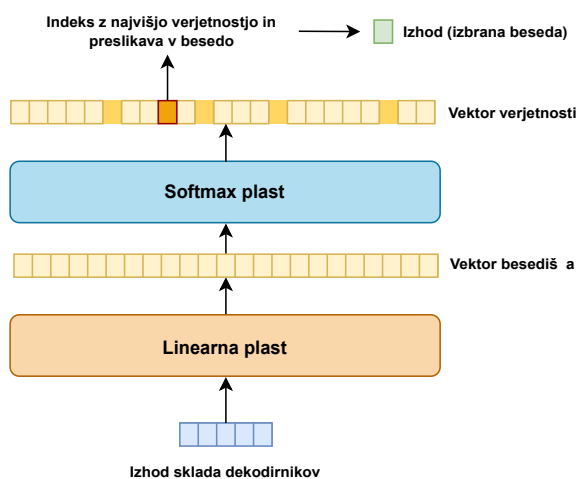 Indeks z najvišjo verjetnostjo in
preslikava v besedo
Izhod (izbrana beseda)
Vektor verjetnosti
Softmax plast
Vektor besediš a
Linearna plast
Izhod sklada dekodirnikov